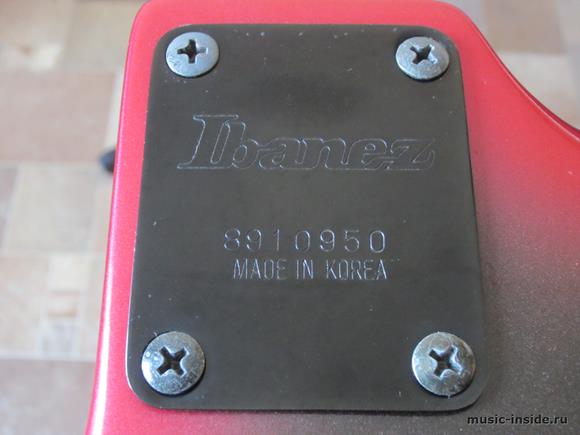 Ibanez
8910950
MADE IN KOREA
music-inside.ru